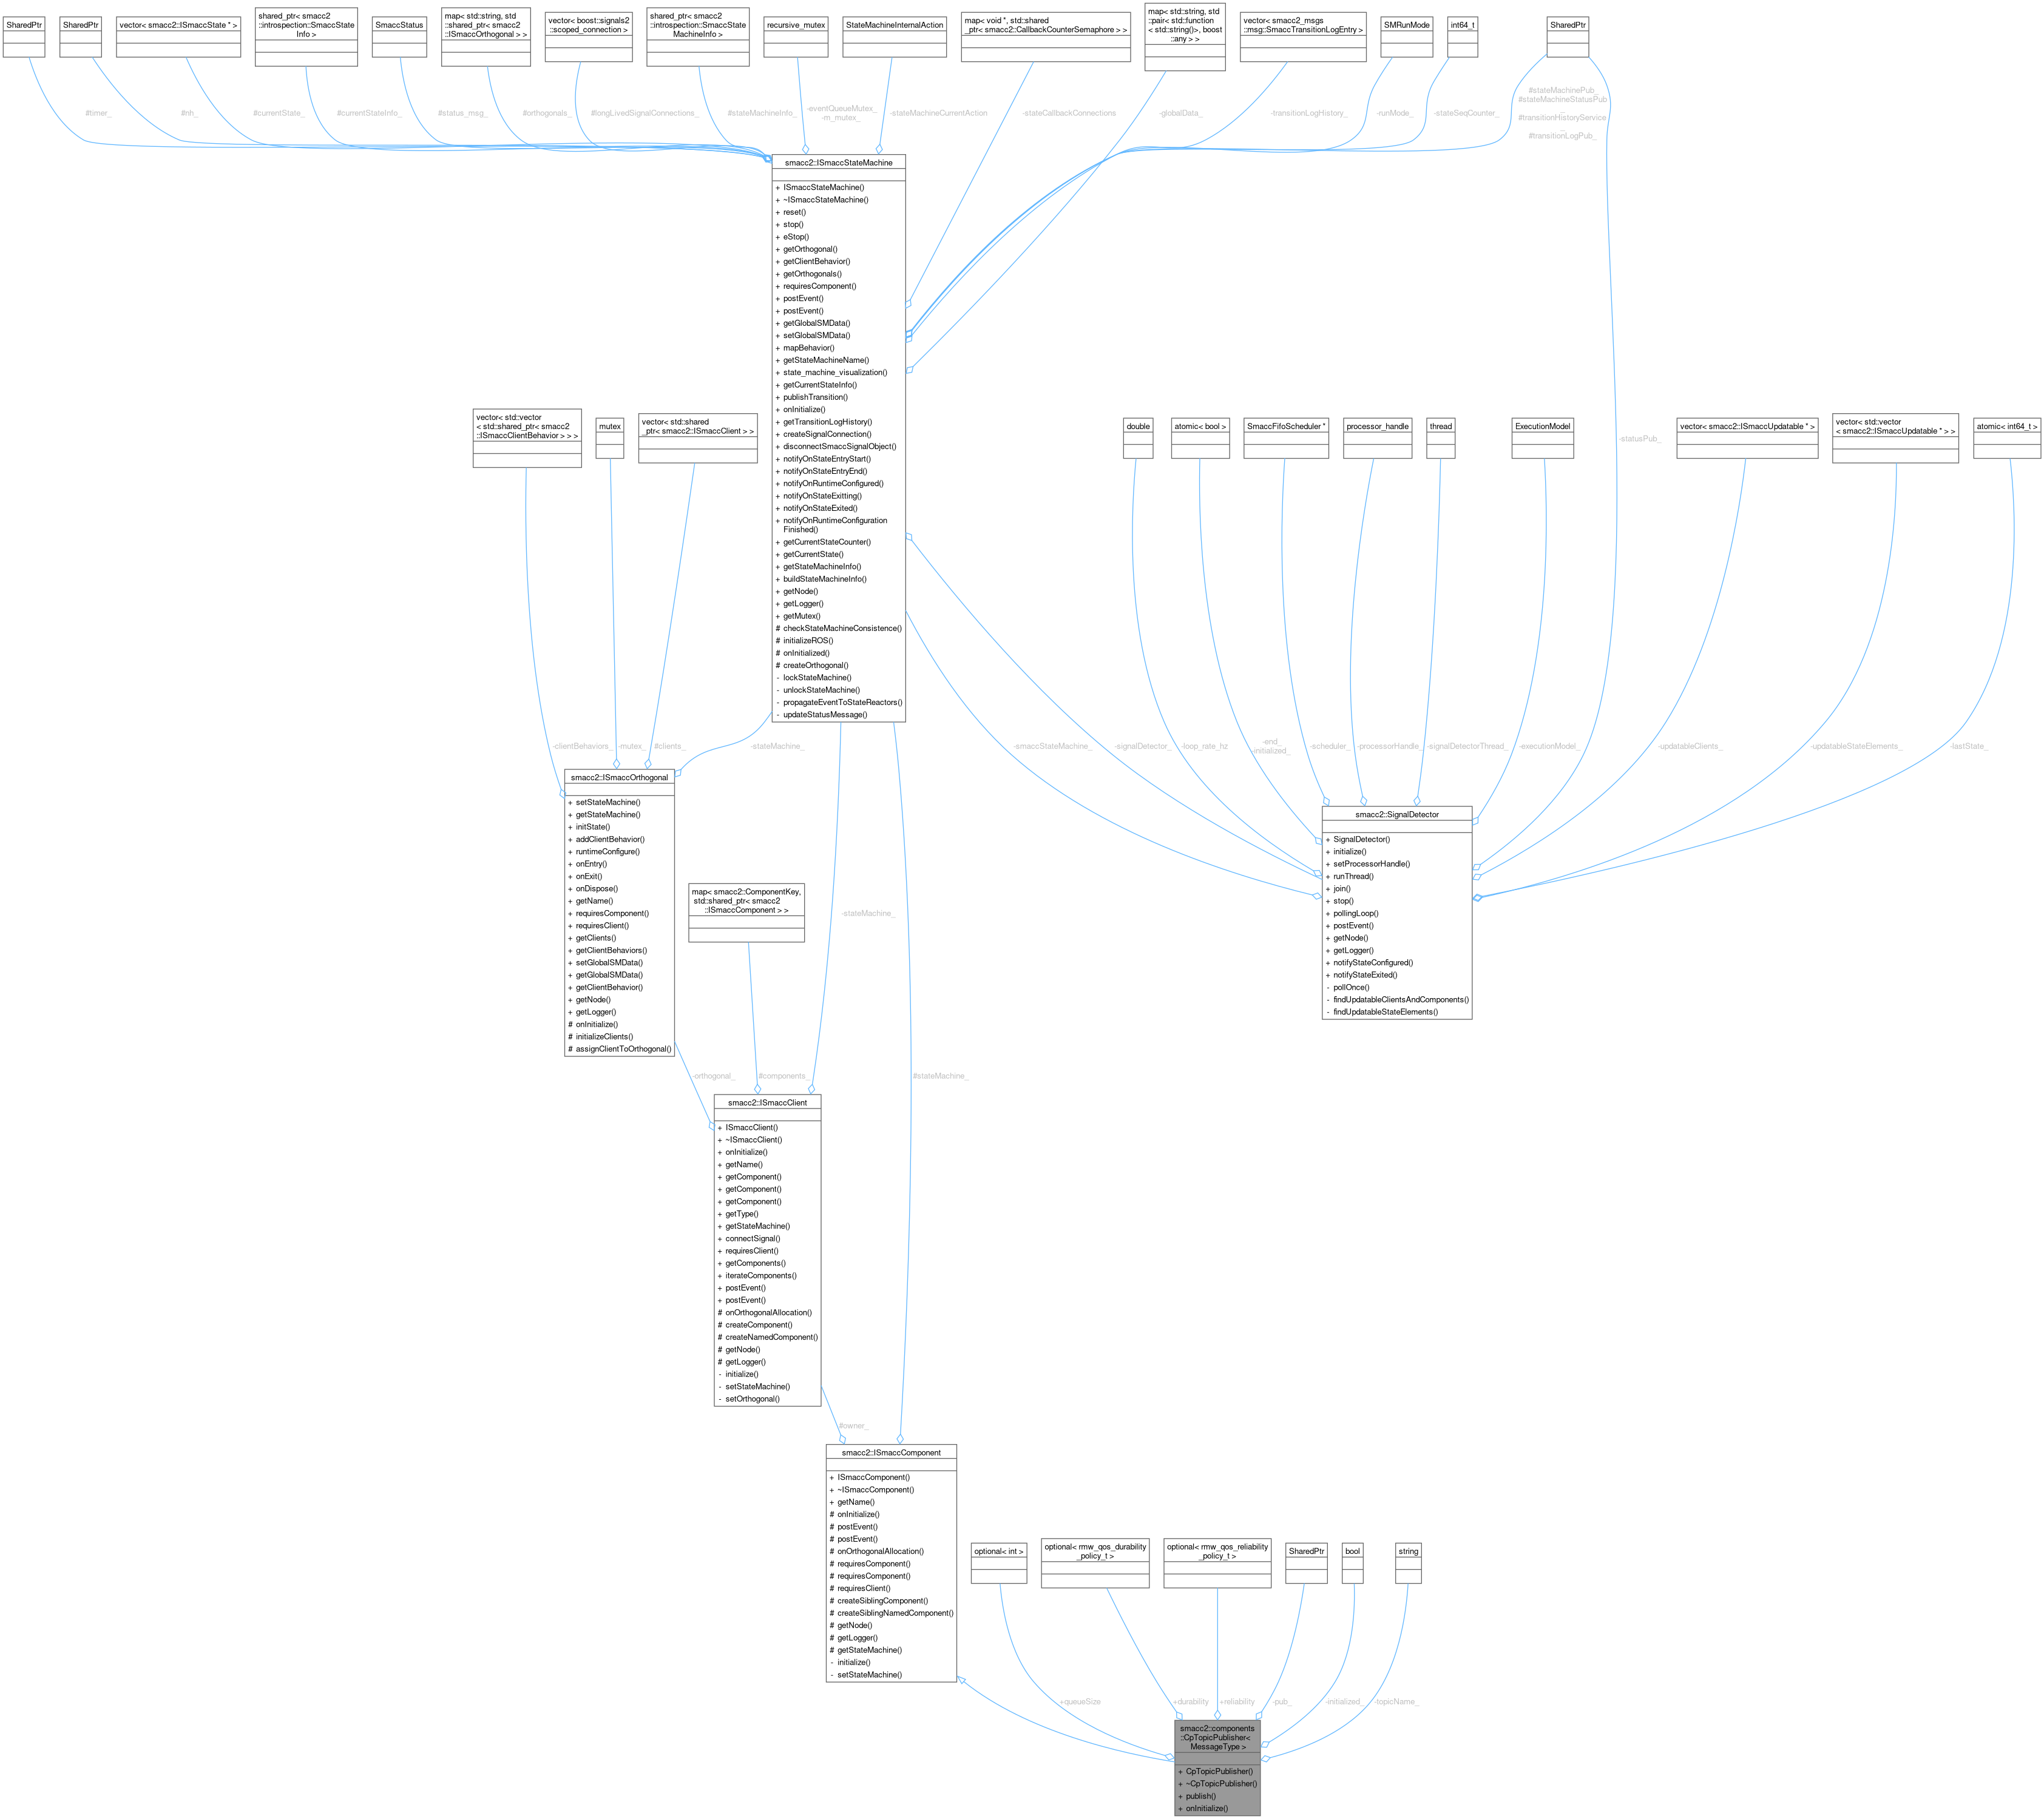 SharedPtr
SharedPtr
vector< smacc2::ISmaccState * >
shared_ptr< smacc2
::introspection::SmaccState
Info >
SmaccStatus
map< std::string, std
::shared_ptr< smacc2
::ISmaccOrthogonal > >
vector< boost::signals2
::scoped_connection >
shared_ptr< smacc2
::introspection::SmaccState
MachineInfo >
recursive_mutex
StateMachineInternalAction
map< void *, std::shared
_ptr< smacc2::CallbackCounterSemaphore > >
map< std::string, std
::pair< std::function
< std::string()>, boost
::any > >
vector< smacc2_msgs
::msg::SmaccTransitionLogEntry >
SMRunMode
int64_t
SharedPtr
#timer_
#nh_
#currentState_
#currentStateInfo_
#status_msg_
#orthogonals_
#longLivedSignalConnections_
#stateMachineInfo_
-eventQueueMutex_
-m_mutex_
-stateMachineCurrentAction
-stateCallbackConnections
-globalData_
-transitionLogHistory_
-runMode_
-stateSeqCounter_
#stateMachinePub_
#stateMachineStatusPub
_
#transitionHistoryService
_
#transitionLogPub_
smacc2::ISmaccStateMachine
+ ISmaccStateMachine()
+ ~ISmaccStateMachine()
+ reset()
+ stop()
+ eStop()
+ getOrthogonal()
+ getClientBehavior()
+ getOrthogonals()
+ requiresComponent()
+ postEvent()
+ postEvent()
+ getGlobalSMData()
+ setGlobalSMData()
+ mapBehavior()
+ getStateMachineName()
+ state_machine_visualization()
+ getCurrentStateInfo()
+ publishTransition()
+ onInitialize()
+ getTransitionLogHistory()
+ createSignalConnection()
+ disconnectSmaccSignalObject()
+ notifyOnStateEntryStart()
+ notifyOnStateEntryEnd()
+ notifyOnRuntimeConfigured()
+ notifyOnStateExitting()
+ notifyOnStateExited()
+ notifyOnRuntimeConfiguration
Finished()
+ getCurrentStateCounter()
+ getCurrentState()
+ getStateMachineInfo()
+ buildStateMachineInfo()
+ getNode()
+ getLogger()
+ getMutex()
# checkStateMachineConsistence()
# initializeROS()
# onInitialized()
# createOrthogonal()
- lockStateMachine()
- unlockStateMachine()
- propagateEventToStateReactors()
- updateStatusMessage()
vector< std::vector
< std::shared_ptr< smacc2
::ISmaccClientBehavior > > >
mutex
vector< std::shared
_ptr< smacc2::ISmaccClient > >
double
atomic< bool >
SmaccFifoScheduler *
processor_handle
thread
ExecutionModel
-statusPub_
vector< smacc2::ISmaccUpdatable * >
vector< std::vector
< smacc2::ISmaccUpdatable * > >
atomic< int64_t >
-clientBehaviors_
-mutex_
#clients_
-stateMachine_
-smaccStateMachine_
-signalDetector_
-loop_rate_hz
-end_
-initialized_
-scheduler_
-processorHandle_
-signalDetectorThread_
-executionModel_
-updatableClients_
-updatableStateElements_
-lastState_
smacc2::ISmaccOrthogonal
+ setStateMachine()
+ getStateMachine()
+ initState()
+ addClientBehavior()
+ runtimeConfigure()
+ onEntry()
+ onExit()
+ onDispose()
+ getName()
+ requiresComponent()
+ requiresClient()
+ getClients()
+ getClientBehaviors()
+ setGlobalSMData()
+ getGlobalSMData()
+ getClientBehavior()
+ getNode()
+ getLogger()
# onInitialize()
# initializeClients()
# assignClientToOrthogonal()
smacc2::SignalDetector
+ SignalDetector()
+ initialize()
+ setProcessorHandle()
+ runThread()
+ join()
+ stop()
+ pollingLoop()
+ postEvent()
+ getNode()
+ getLogger()
+ notifyStateConfigured()
+ notifyStateExited()
- pollOnce()
- findUpdatableClientsAndComponents()
- findUpdatableStateElements()
map< smacc2::ComponentKey,
std::shared_ptr< smacc2
::ISmaccComponent > >
-stateMachine_
-orthogonal_
#components_
#stateMachine_
smacc2::ISmaccClient
+ ISmaccClient()
+ ~ISmaccClient()
+ onInitialize()
+ getName()
+ getComponent()
+ getComponent()
+ getComponent()
+ getType()
+ getStateMachine()
+ connectSignal()
+ requiresClient()
+ getComponents()
+ iterateComponents()
+ postEvent()
+ postEvent()
# onOrthogonalAllocation()
# createComponent()
# createNamedComponent()
# getNode()
# getLogger()
- initialize()
- setStateMachine()
- setOrthogonal()
#owner_
smacc2::ISmaccComponent
+ ISmaccComponent()
+ ~ISmaccComponent()
+ getName()
# onInitialize()
# postEvent()
# postEvent()
# onOrthogonalAllocation()
# requiresComponent()
# requiresComponent()
# requiresClient()
# createSiblingComponent()
# createSiblingNamedComponent()
# getNode()
# getLogger()
# getStateMachine()
- initialize()
- setStateMachine()
optional< int >
optional< rmw_qos_durability
_policy_t >
optional< rmw_qos_reliability
_policy_t >
SharedPtr
bool
string
+queueSize
+durability
+reliability
-pub_
-initialized_
-topicName_
smacc2::components
::CpTopicPublisher<
MessageType >
+ CpTopicPublisher()
+ ~CpTopicPublisher()
+ publish()
+ onInitialize()